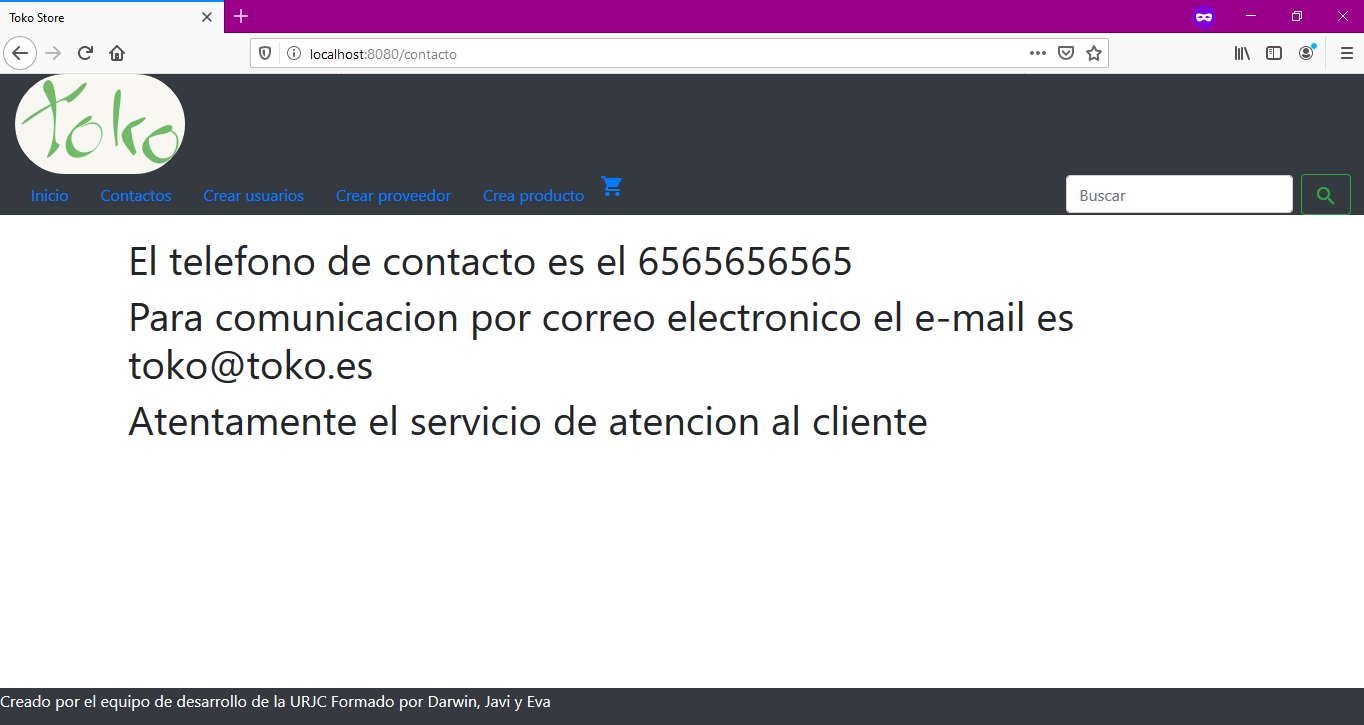 Toko Store
localhost:8080/contacto
toko
Inicio Contactos Crear usuarios Crear proveedor Crea producto Buscar
El telefono de contacto es el 6565656565
Para comunicacion por correo electronico el e-mail es
toko@toko.es
Atentamente el servicio de atencion al cliente
Creado por el equipo de desarrollo de la URJC Formado por Darwin, Javi y Eva